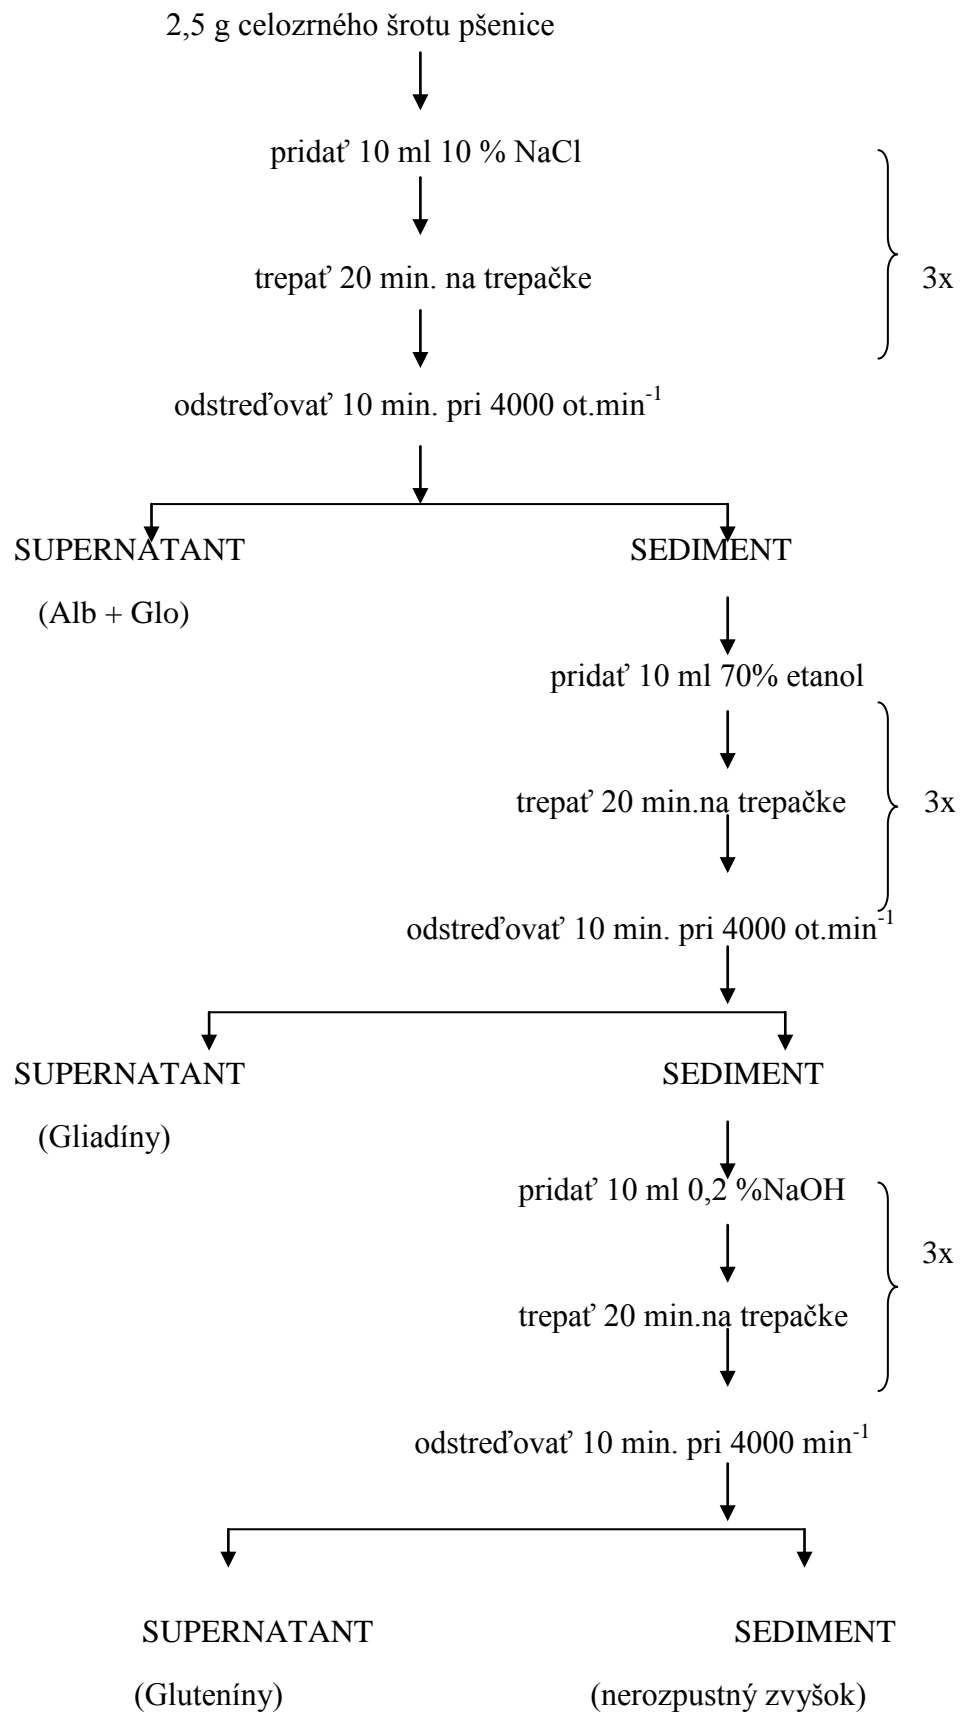 2,5 g celozrného šrotu pšenice
pridať 10 ml 10 % NaCl
trepať 20 min. na trepačke
3x
odstreďovať 10 min. pri 4000 ot.min-1
SUPERNATANT SEDIMENT
(Alb + Glo)
pridať 10 ml 70% etanol
trepať 20 min.na trepačke 3x
odstreďovať 10 min. pri 4000 ot.min-1
SUPERNATANT SEDIMENT
(Gliadíny)
pridať 10 ml 0,2 %NaOH
3x
trepať 20 min.na trepačke
odstreďovať 10 min. pri 4000 min-1
SUPERNATANT SEDIMENT
(Gluteníny) (nerozpustný zvyšok)